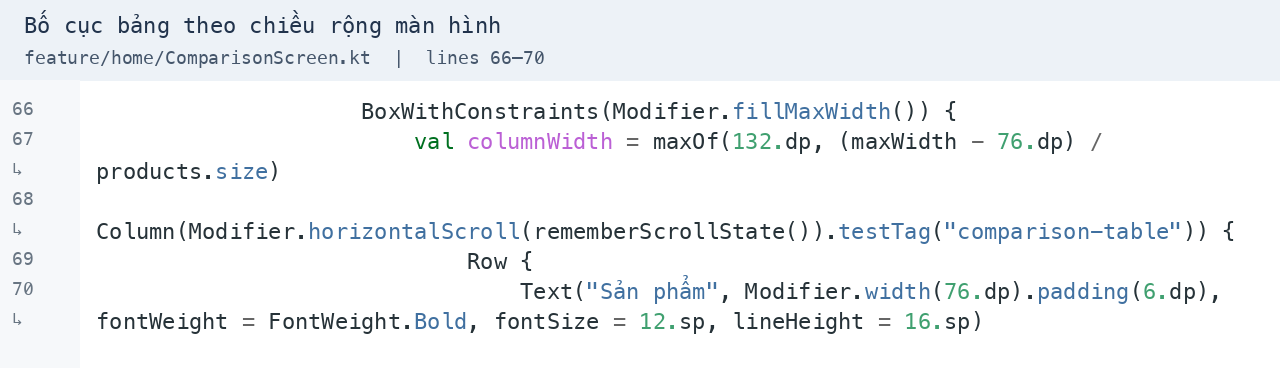 Bố cục bảng theo chiều rộng màn hình
feature/home/ComparisonScreen.kt  |  lines 66–70
66 BoxWithConstraints(Modifier.fillMaxWidth()) {
67 val columnWidth = maxOf(132.dp, (maxWidth - 76.dp) /
↳ products.size)
68
↳ Column(Modifier.horizontalScroll(rememberScrollState()).testTag("comparison-table")) {
69 Row {
70 Text("Sản phẩm", Modifier.width(76.dp).padding(6.dp),
↳ fontWeight = FontWeight.Bold, fontSize = 12.sp, lineHeight = 16.sp)